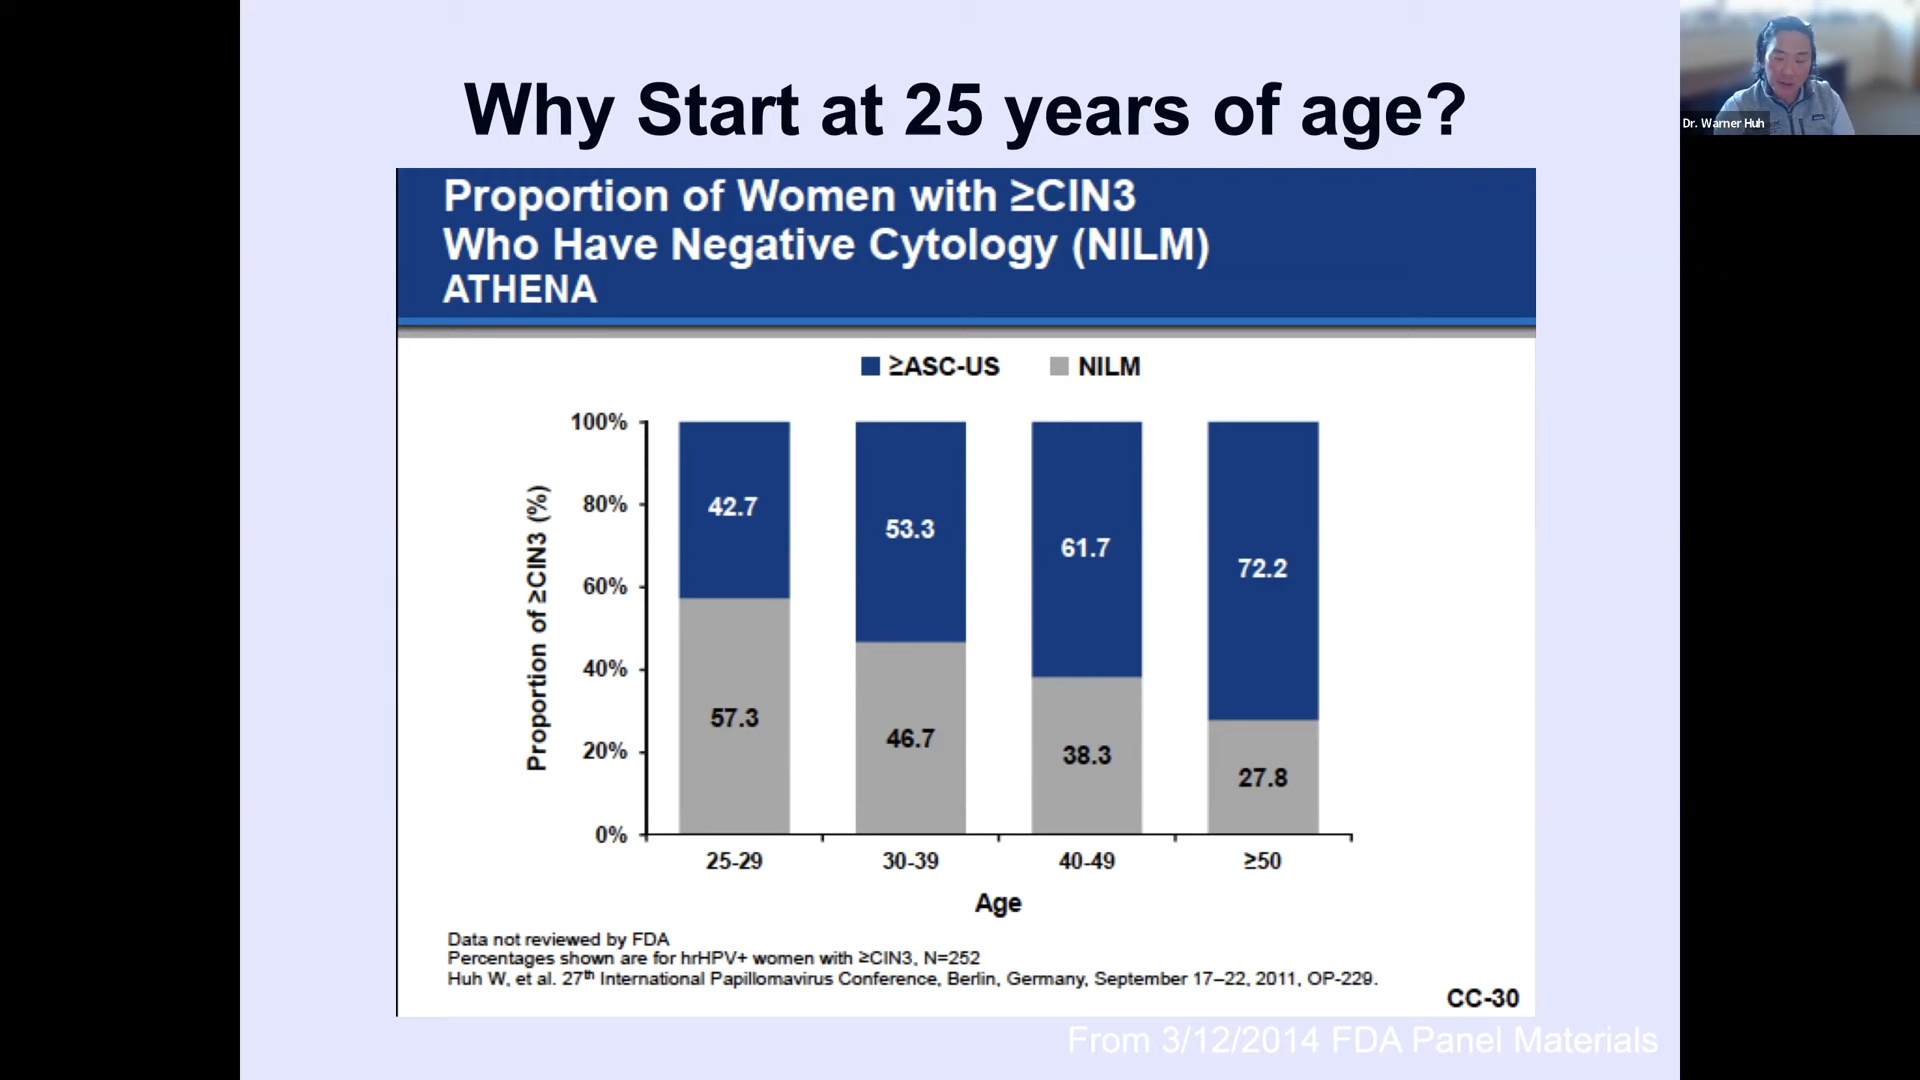 Why Start at 25 years of age?
Dr. Warner Huh
Proportion of Women with ≥CIN3
Who Have Negative Cytology (NILM)
ATHENA
≥ASC-US NILM
Proportion of ≥CIN3 (%)
100%
80%
60%
40%
20%
0%
42.7 53.3 61.7 72.2
57.3 46.7 38.3 27.8
25-29 30-39 40-49 ≥50
Age
Data not reviewed by FDA
Percentages shown are for hrHPV+ women with ≥CIN3, N=252
Huh W, et al. 27th International Papillomavirus Conference, Berlin, Germany, September 17–22, 2011, OP-229.
CC-30
From 3/12/2014 FDA Panel Materials